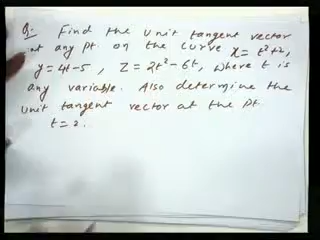 Q:- Find the unit tangent vector
at any pt. on the curve x = t²+2,
y = 4t-5, z = 2t²-6t, where t is
any variable. Also determine the
unit tangent vector at the pt.
t = 2.